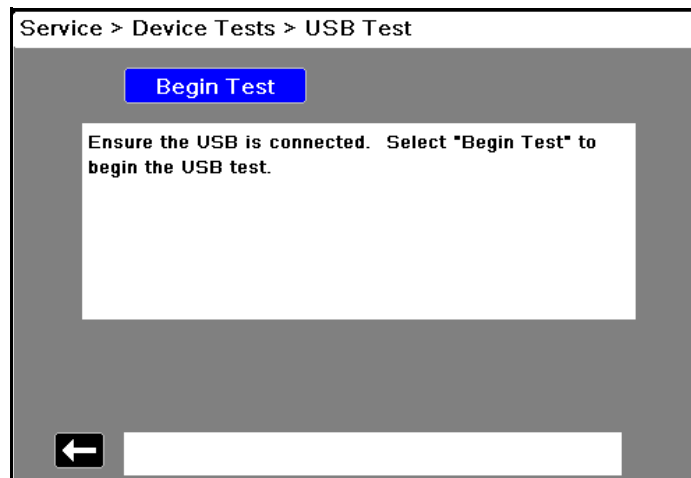 Service > Device Tests > USB Test
Begin Test
Ensure the USB is connected.  Select "Begin Test" to
begin the USB test.